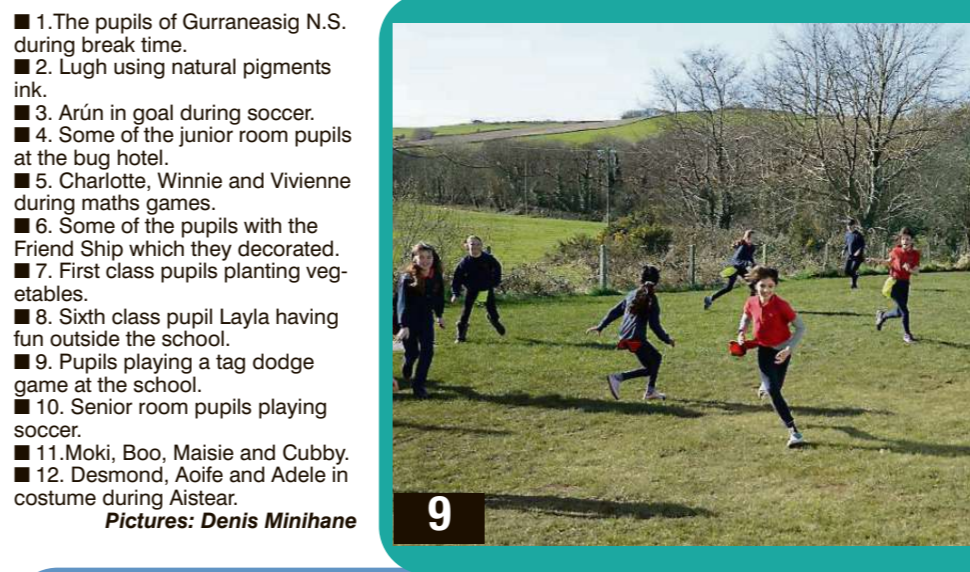 ■ 1.The pupils of Gurraneasig N.S.
during break time.
■ 2. Lugh using natural pigments
ink.
■ 3. Arún in goal during soccer.
■ 4. Some of the junior room pupils
at the bug hotel.
■ 5. Charlotte, Winnie and Vivienne
during maths games.
■ 6. Some of the pupils with the
Friend Ship which they decorated.
■ 7. First class pupils planting veg-
etables.
■ 8. Sixth class pupil Layla having
fun outside the school.
■ 9. Pupils playing a tag dodge
game at the school.
■ 10. Senior room pupils playing
soccer.
■ 11.Moki, Boo, Maisie and Cubby.
■ 12. Desmond, Aoife and Adele in
costume during Aistear.
Pictures: Denis Minihane
9